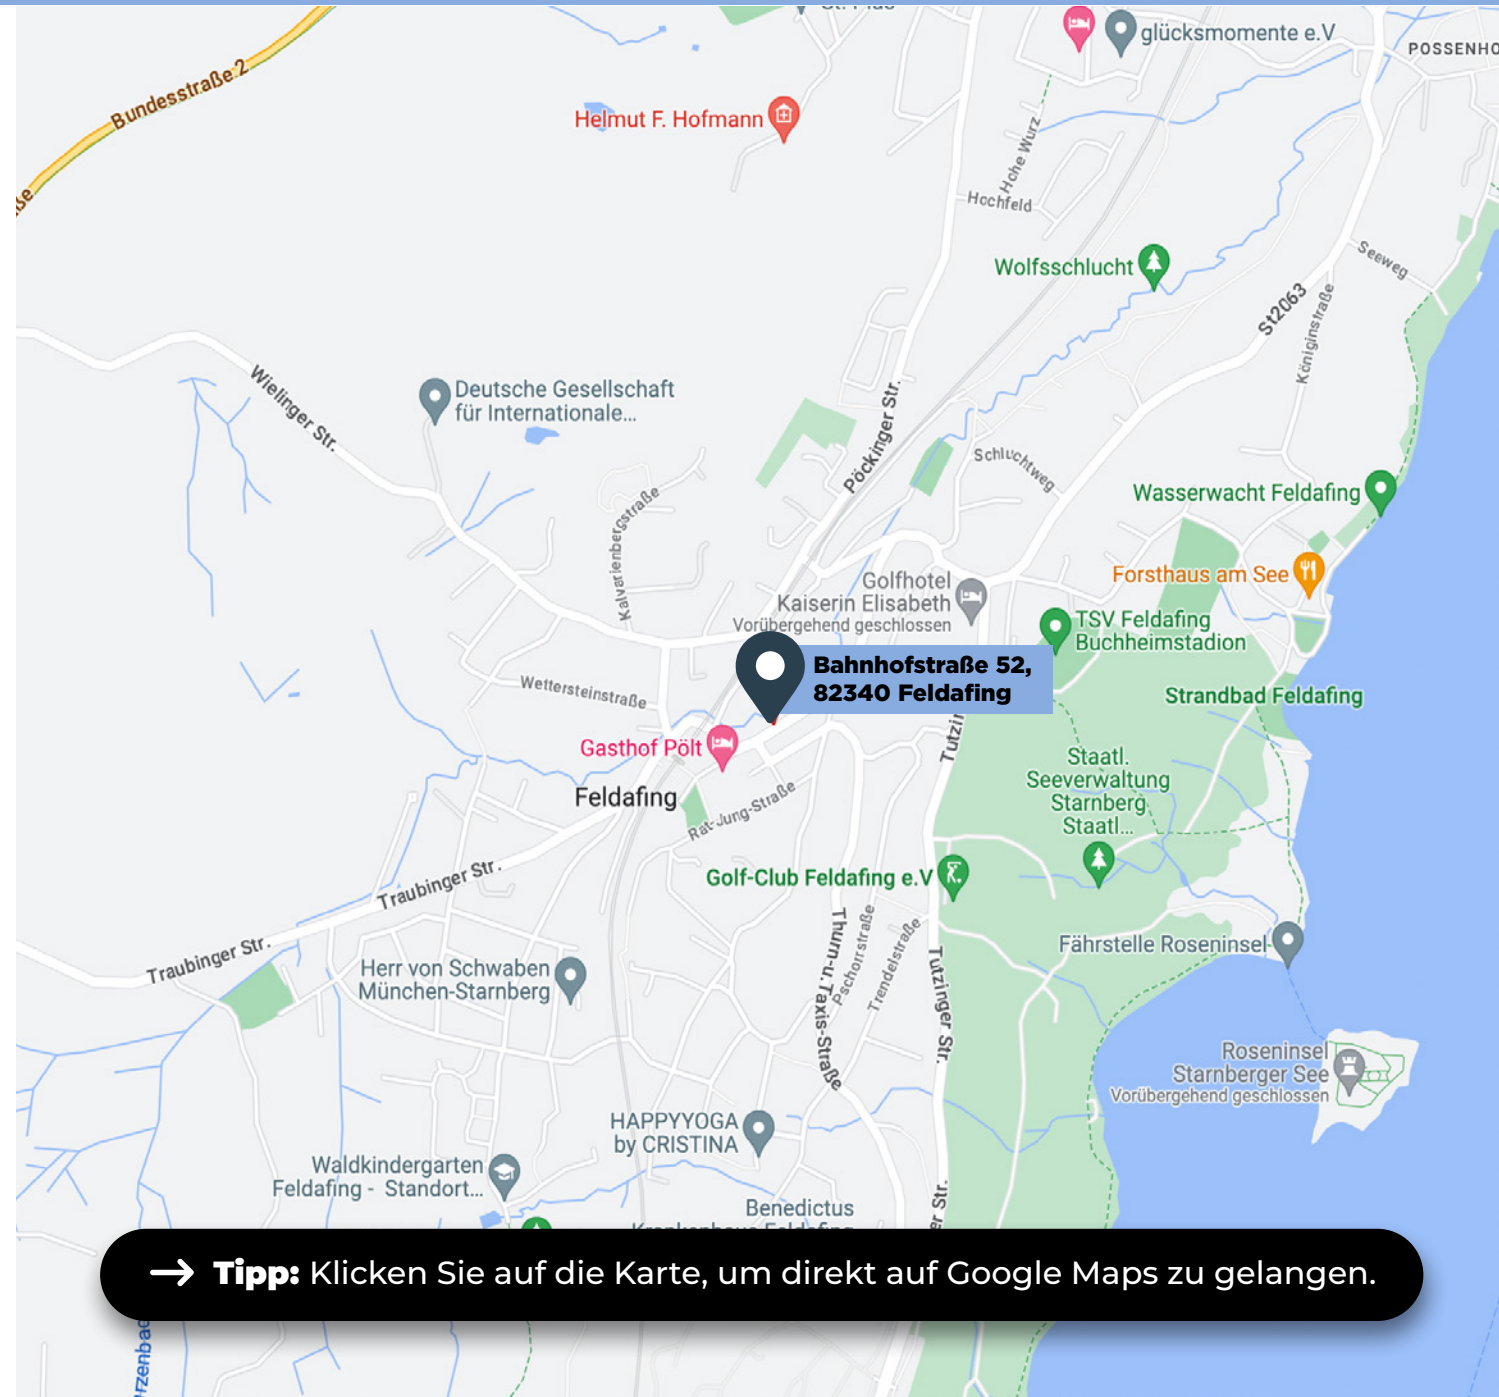 glücksmomente e.V
POSSENHO
Bundesstraße 2
Helmut F. Hofmann
Hohe Wurz
Hochfeld
Wolfsschlucht
Seeweg
St2063
Königinstraße
Wielinger Str.
Deutsche Gesellschaft
für Internationale...
Pöckinger Str.
Schluchtweg
Kalvarienbergstraße
Wasserwacht Feldafing
Forsthaus am See
Golfhotel
Kaiserin Elisabeth
Vorübergehend geschlossen
TSV Feldafing
Buchheimstadion
Bahnhofstraße 52,
82340 Feldafing
Wettersteinstraße
Strandbad Feldafing
Tutzin
Gasthof Pölt
Feldafing
Rat-Jung-Straße
Staatl.
Seeverwaltung
Starnberg
Staatl...
Golf-Club Feldafing e.V
Traubinger Str.
Traubinger Str.
Thurn-u.Taxis-Straße
Pschorrstraße
Trendelstraße
Tutzinger Str.
Fährstelle Roseninsel
Herr von Schwaben
München-Starnberg
Roseninsel
Starnberger See
Vorübergehend geschlossen
HAPPYYOGA
by CRISTINA
Waldkindergarten
Feldafing - Standort...
Benedictus
er Str.
→ Tipp: Klicken Sie auf die Karte, um direkt auf Google Maps zu gelangen.
rzenbac